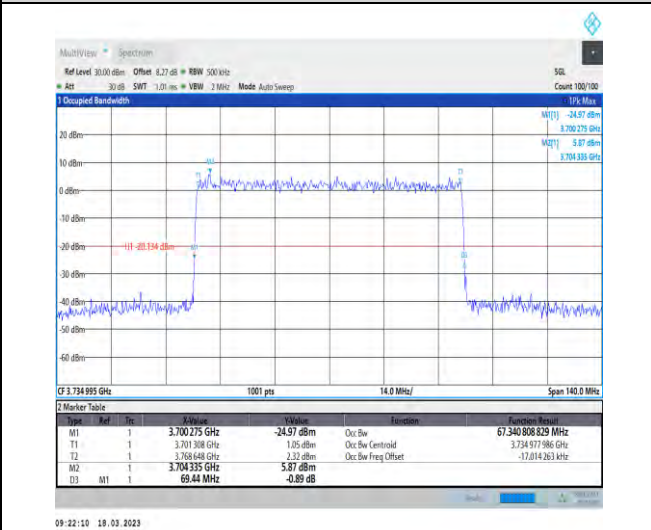 MultiView Spectrum
Ref Level 30.00 dBm Offset 8.27 dB RBW 500 kHz SGL
Att 30 dB SWT 1.01 ms VBW 2 MHz Mode Auto Sweep Count 100/100
1 Occupied Bandwidth 1Pk Max
M1[1] -24.97 dBm
3.700 275 GHz
M2[1] 5.87 dBm
3.704 335 GHz
20 dBm
10 dBm
0 dBm
-10 dBm
-20 dBm
H1 -20.134 dBm
-30 dBm
-40 dBm
-50 dBm
-60 dBm
CF 3.734 995 GHz 1001 pts 14.0 MHz/ Span 140.0 MHz
2 Marker Table
Type Ref Trc X-Value Y-Value Function Function Result
M1 1 3.700 275 GHz -24.97 dBm Occ Bw 67.340 808 829 MHz
T1 1 3.701 308 GHz 1.05 dBm Occ Bw Centroid 3.734 977 986 GHz
T2 1 3.768 648 GHz 2.32 dBm Occ Bw Freq Offset -17.014 263 kHz
M2 1 3.704 335 GHz 5.87 dBm
D3 M1 1 69.44 MHz -0.89 dB
09:22:10 18.03.2023